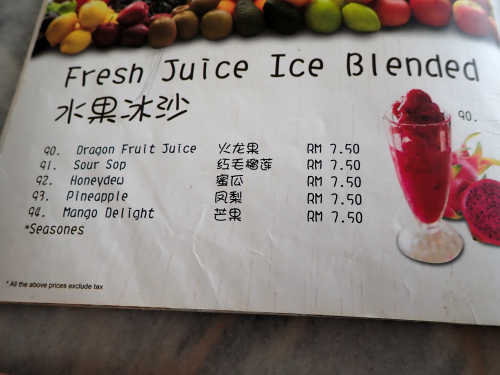 Fresh Juice Ice Blended
水果冰沙
90.
90. Dragon Fruit Juice 火龙果 RM 7.50
91. Sour Sop 红毛榴莲 RM 7.50
92. Honeydew 蜜瓜 RM 7.50
93. Pineapple 凤梨 RM 7.50
94. Mango Delight 芒果 RM 7.50
*Seasones
* All the above prices exclude tax